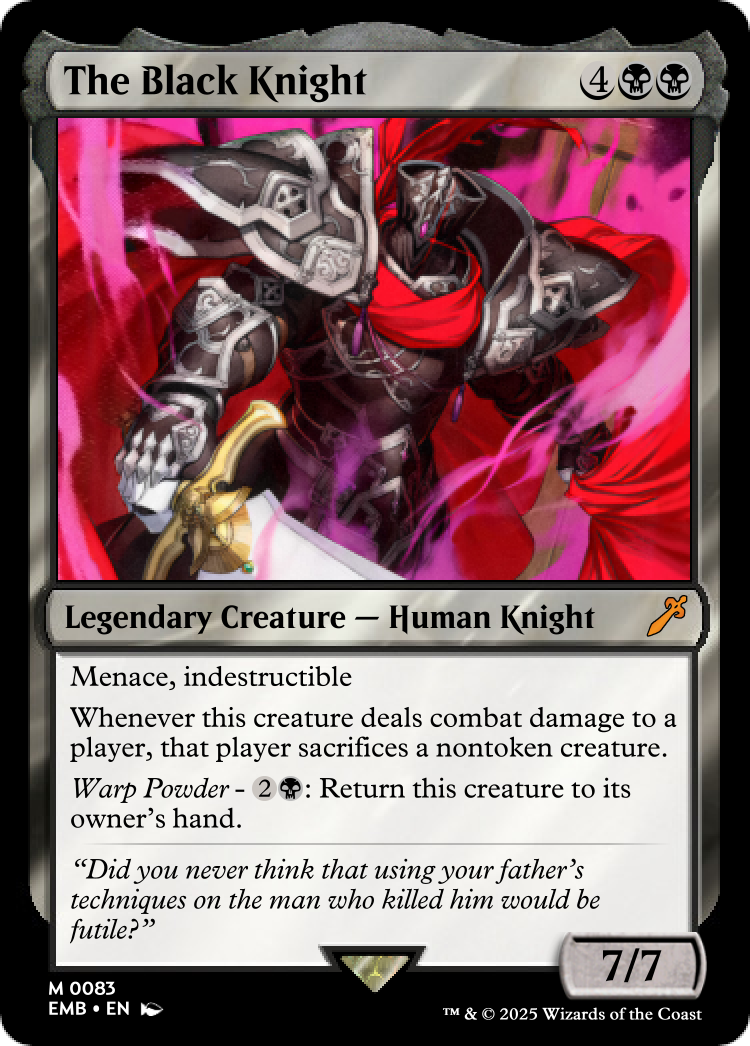 The Black Knight 4
Legendary Creature — Human Knight
Menace, indestructible
Whenever this creature deals combat damage to a
player, that player sacrifices a nontoken creature.
Warp Powder - 2: Return this creature to its
owner's hand.
“Did you never think that using your father's
techniques on the man who killed him would be
futile?”
7/7
M 0083
EMB • EN
™ & © 2025 Wizards of the Coast